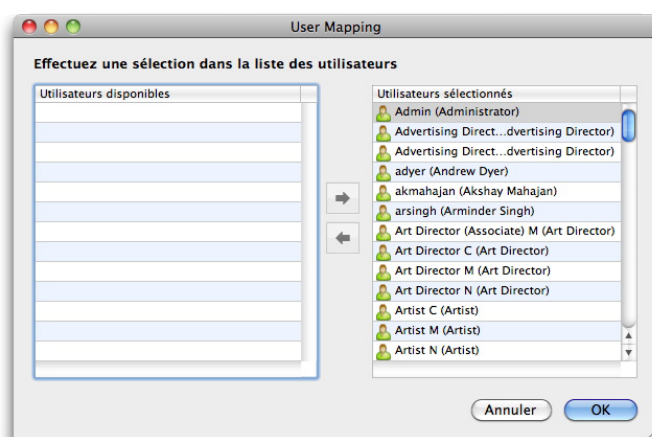 User Mapping
Effectuez une sélection dans la liste des utilisateurs
Utilisateurs disponibles
Utilisateurs sélectionnés
Admin (Administrator)
Advertising Direct...dvertising Director)
Advertising Direct...dvertising Director)
adyer (Andrew Dyer)
akmahajan (Akshay Mahajan)
arsingh (Arminder Singh)
Art Director (Associate) M (Art Director)
Art Director C (Art Director)
Art Director M (Art Director)
Art Director N (Art Director)
Artist C (Artist)
Artist M (Artist)
Artist N (Artist)
Annuler
OK